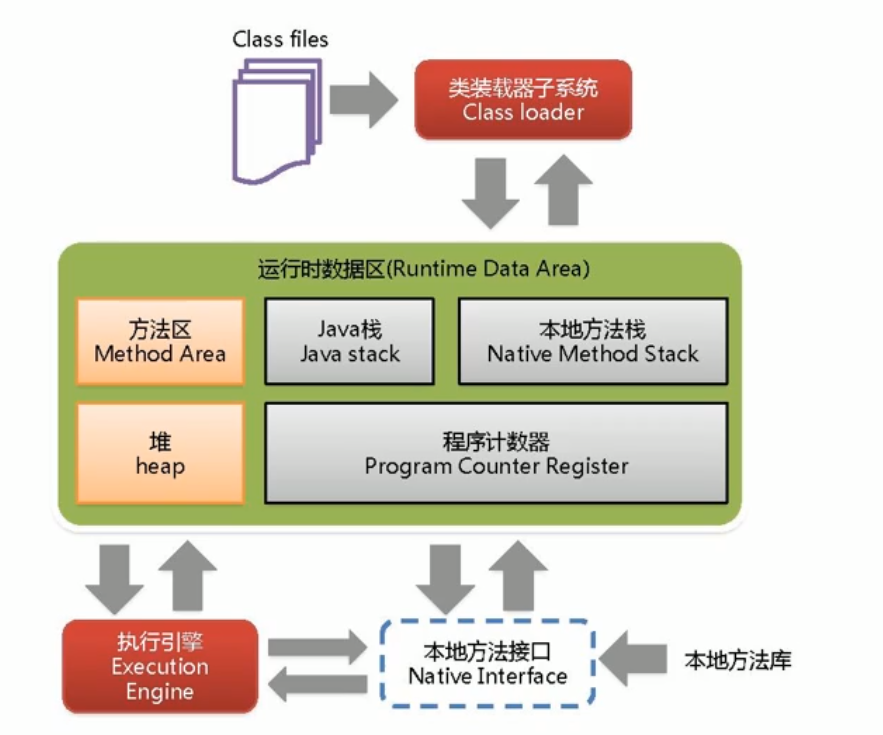 Class files
类装载器子系统
Class loader
运行时数据区(Runtime Data Area)
方法区
Method Area
Java栈
Java stack
本地方法栈
Native Method Stack
堆
heap
程序计数器
Program Counter Register
执行引擎
Execution
Engine
本地方法接口
Native Interface
本地方法库